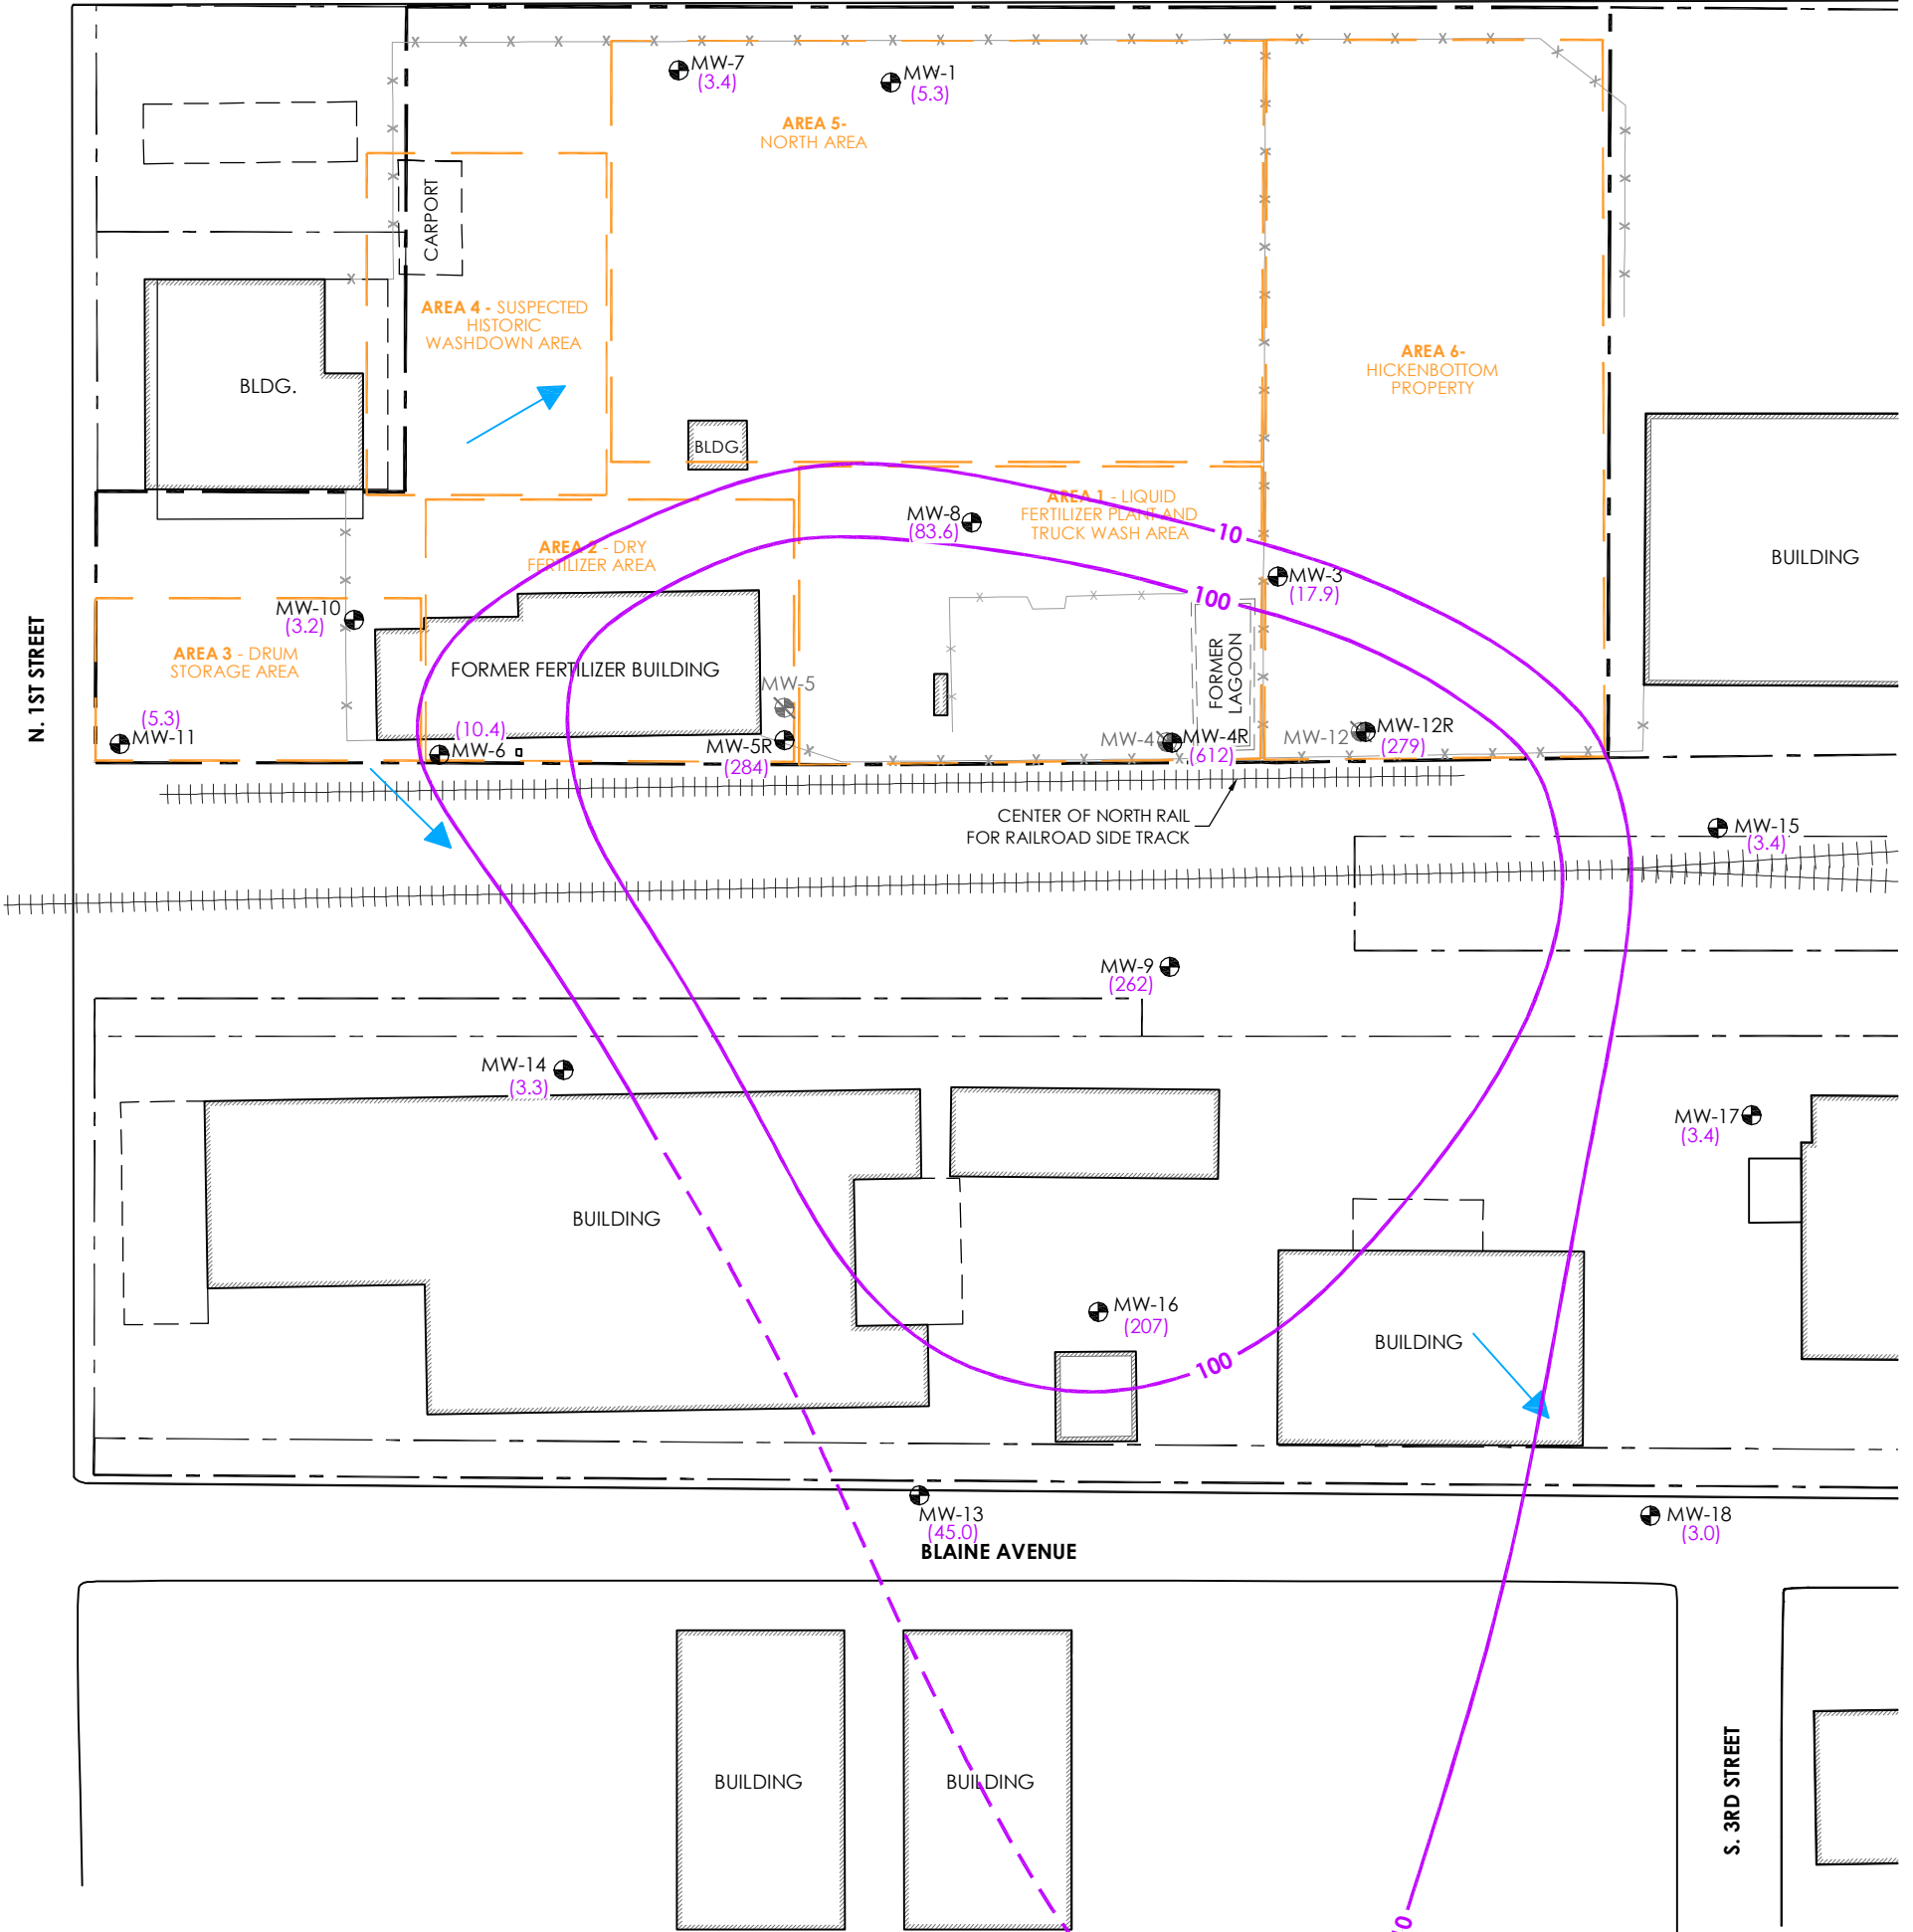 MW-7
(3.4)
MW-1
(5.3)
AREA 5-
NORTH AREA
CARPORT
AREA 4 - SUSPECTED
HISTORIC
WASHDOWN AREA
AREA 6-
HICKENBOTTOM
PROPERTY
BLDG.
BLDG.
AREA 1 - LIQUID
FERTILIZER PLANT AND
TRUCK WASH AREA
MW-8
(83.6)
10
AREA 2 - DRY
FERTILIZER AREA
BUILDING
MW-3
(17.9)
100
MW-10
(3.2)
N. 1ST STREET
AREA 3 - DRUM
STORAGE AREA
FORMER FERTILIZER BUILDING
FORMER
LAGOON
MW-5
(5.3)
MW-11
(10.4)
MW-6
MW-5R
(284)
MW-4
MW-4R
(612)
MW-12
MW-12R
(279)
CENTER OF NORTH RAIL
FOR RAILROAD SIDE TRACK
MW-15
(3.4)
MW-9
(262)
MW-14
(3.3)
MW-17
(3.4)
BUILDING
MW-16
(207)
BUILDING
100
MW-13
(45.0)
BLAINE AVENUE
MW-18
(3.0)
BUILDING
BUILDING
S. 3RD STREET